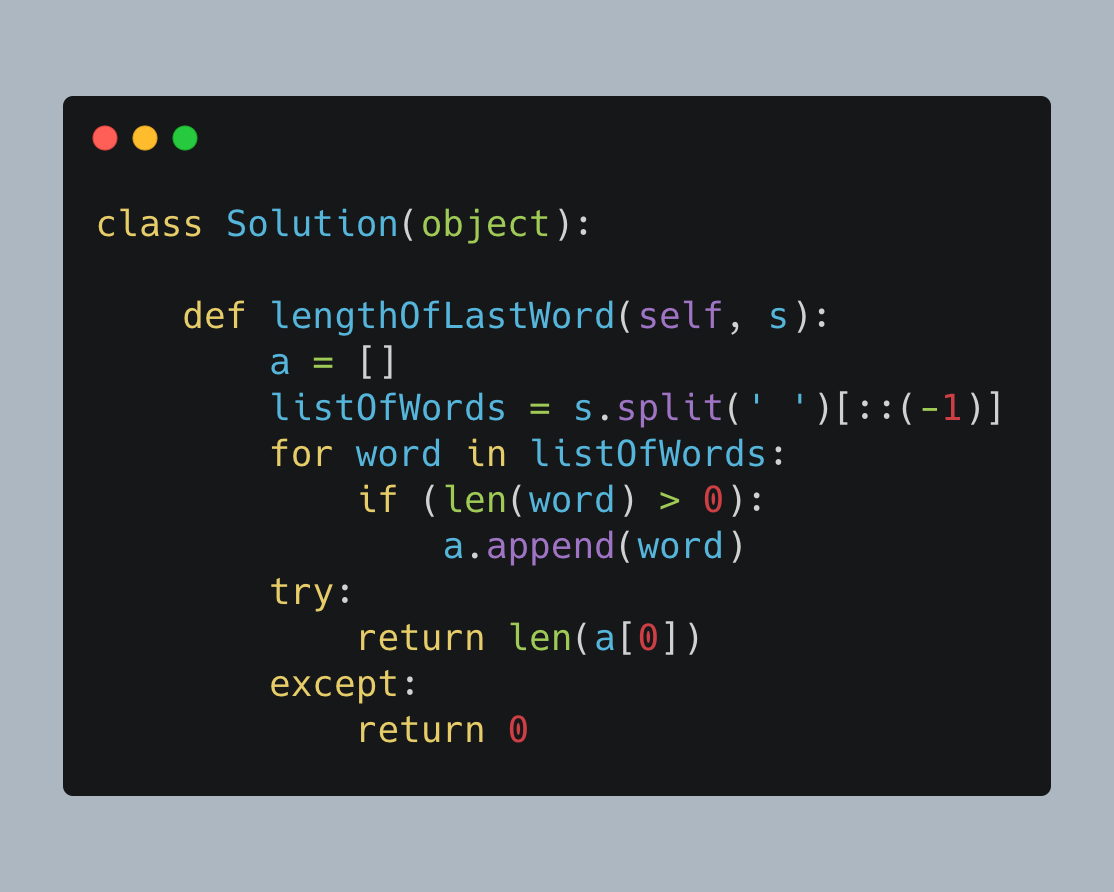 class Solution(object):

    def lengthOfLastWord(self, s):
        a = []
        listOfWords = s.split(' ')[::(-1)]
        for word in listOfWords:
            if (len(word) > 0):
                a.append(word)
        try:
            return len(a[0])
        except:
            return 0